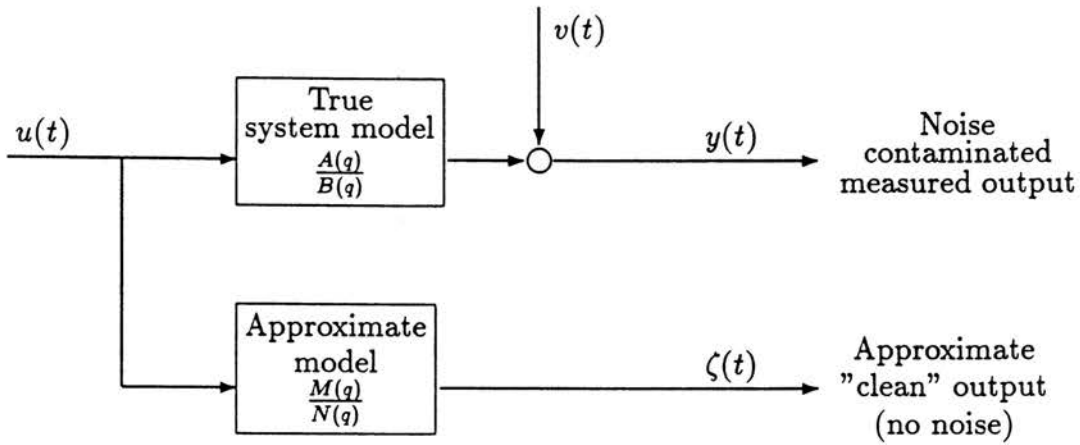 v(t)
u(t)
True
system model
A(q)
B(q)
y(t)
Noise
contaminated
measured output
Approximate
model
M(q)
N(q)
ζ(t)
Approximate
"clean" output
(no noise)